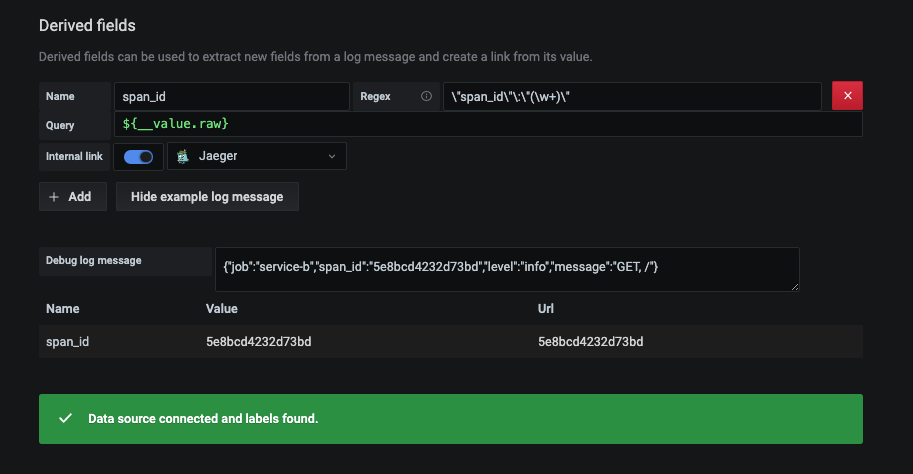 Derived fields
Derived fields can be used to extract new fields from a log message and create a link from its value.
Name span_id Regex \"span_id\"\:\"(\w+)\"
Query ${__value.raw}
Internal link Jaeger
+ Add Hide example log message
Debug log message {"job":"service-b","span_id":"5e8bcd4232d73bd","level":"info","message":"GET, /"}
Name Value Url
span_id 5e8bcd4232d73bd 5e8bcd4232d73bd
Data source connected and labels found.